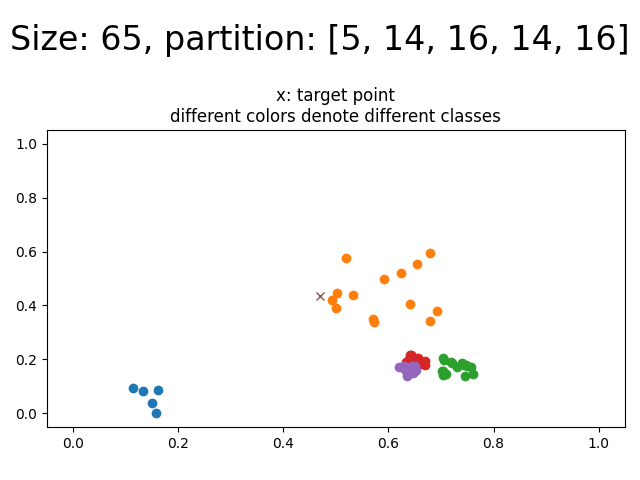 Size: 65, partition: [5, 14, 16, 14, 16]
x: target point
different colors denote different classes
1.0
0.8
0.6
0.4
0.2
0.0
0.0 0.2 0.4 0.6 0.8 1.0